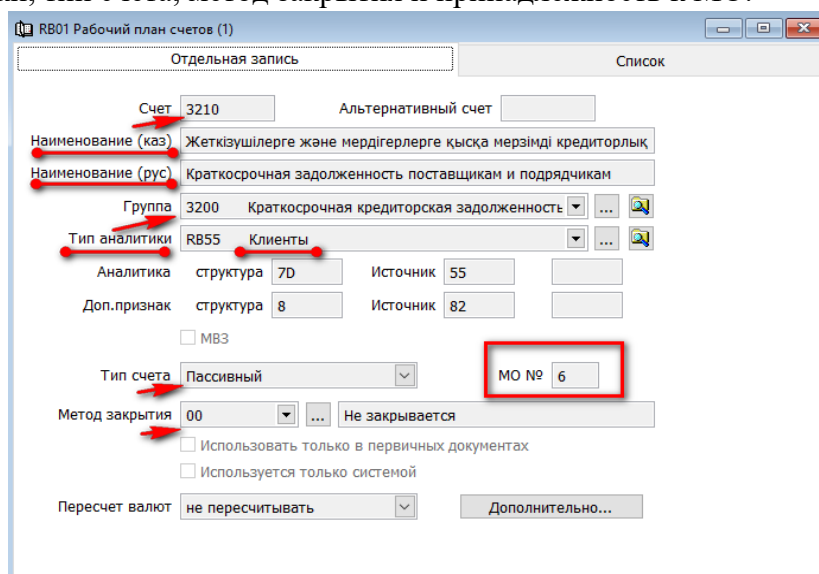 RB01 Рабочий план счетов (1)
Отдельная запись Список
Счет 3210 Альтернативный счет
Наименование (каз) Жеткізушілерге және мердігерлерге қысқа мерзімді кредиторлық
Наименование (рус) Краткосрочная задолженность поставщикам и подрядчикам
Группа 3200 Краткосрочная кредиторская задолженность ...
Тип аналитики RB55 Клиенты ...
Аналитика структура 7D Источник 55
Доп.признак структура 8 Источник 82
МВЗ
Тип счета Пассивный МО № 6
Метод закрытия 00 ... Не закрывается
Использовать только в первичных документах
Используется только системой
Пересчет валют не пересчитывать Дополнительно...